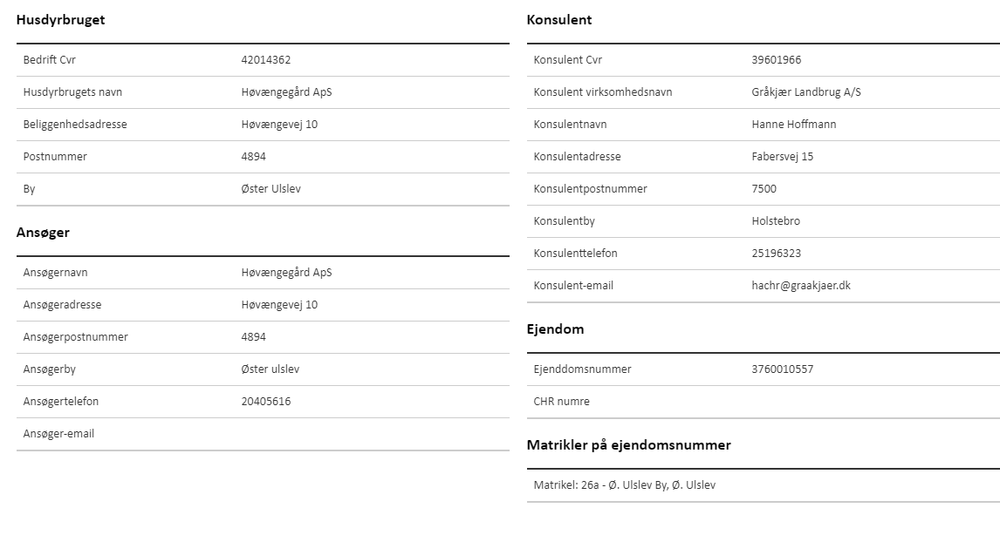 Husdyrbruget
Bedrift Cvr 42014362
Husdyrbrugets navn Høvængegård ApS
Beliggenhedsadresse Høvængevej 10
Postnummer 4894
By Øster Ulslev
Ansøger
Ansøgernavn Høvængegård ApS
Ansøgeradresse Høvængevej 10
Ansøgerpostnummer 4894
Ansøgerby Øster ulslev
Ansøgertelefon 20405616
Ansøger-email
Konsulent
Konsulent Cvr 39601966
Konsulent virksomhedsnavn Gråkjær Landbrug A/S
Konsulentnavn Hanne Hoffmann
Konsulentadresse Fabersvej 15
Konsulentpostnummer 7500
Konsulentby Holstebro
Konsulenttelefon 25196323
Konsulent-email hachr@graakjaer.dk
Ejendom
Ejenddomsnummer 3760010557
CHR numre
Matrikler på ejendomsnummer
Matrikel: 26a - Ø. Ulslev By, Ø. Ulslev